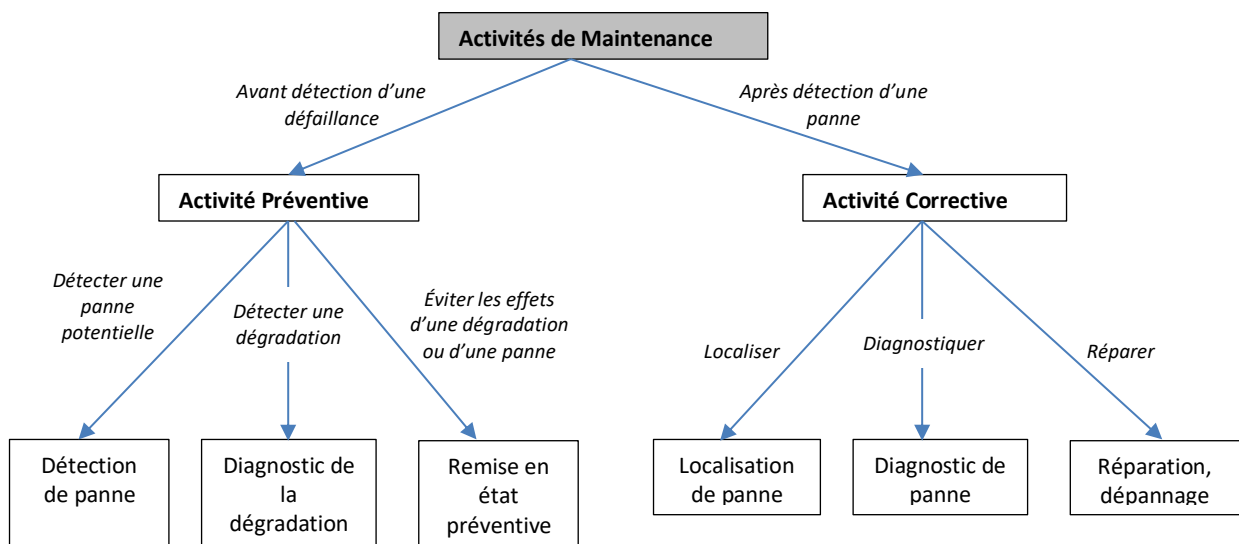 Activités de Maintenance
Avant détection d’une
défaillance
Après détection d’une
panne
Activité Préventive
Activité Corrective
Détecter une
panne
potentielle
Détecter une
dégradation
Éviter les effets
d’une dégradation
ou d’une panne
Localiser
Diagnostiquer
Réparer
Détection
de panne
Diagnostic de
la
dégradation
Remise en
état
préventive
Localisation
de panne
Diagnostic de
panne
Réparation,
dépannage